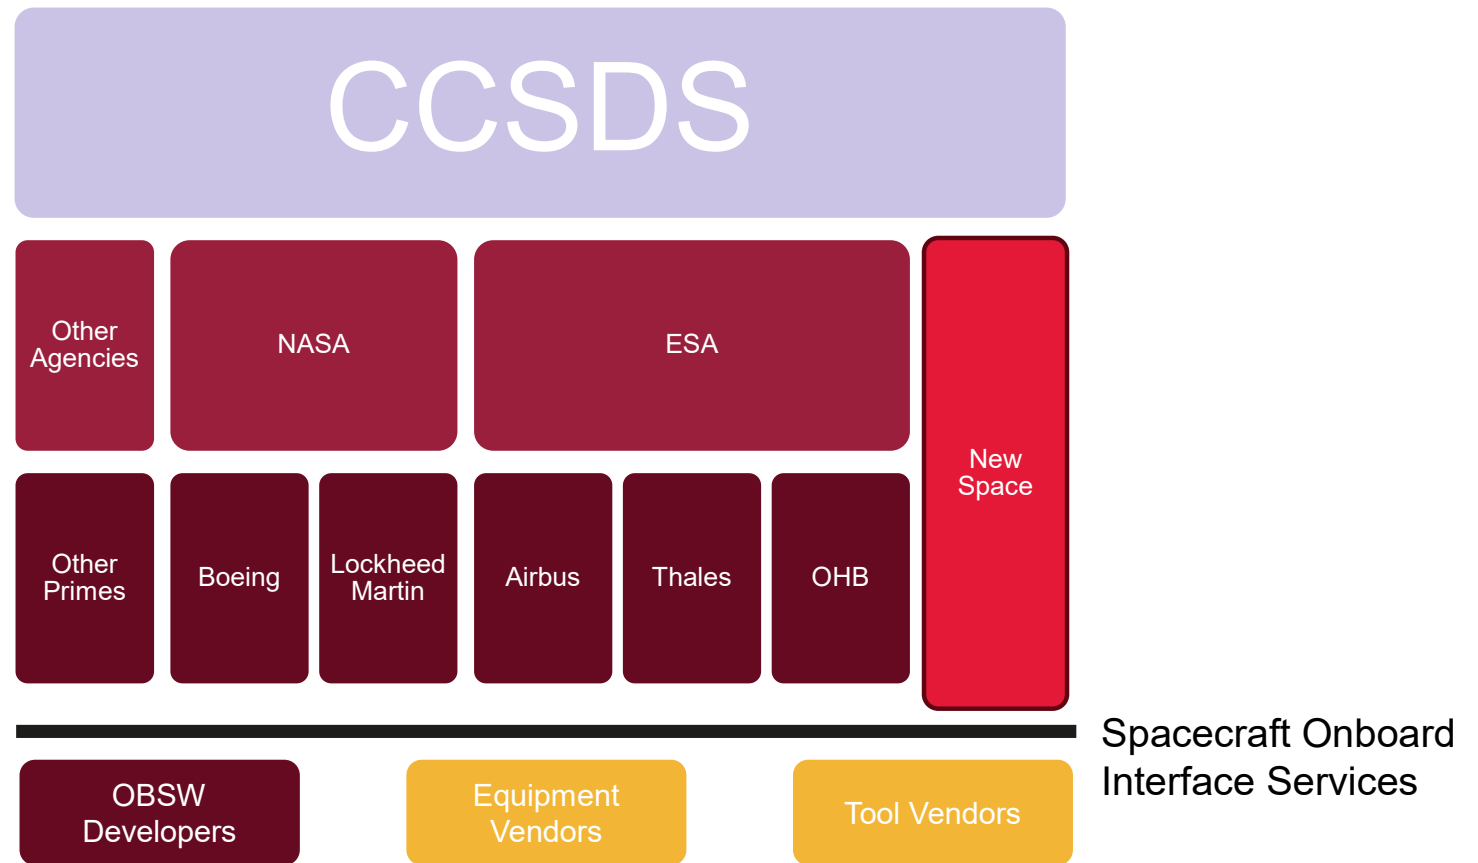 CCSDS
Other
Agencies
NASA
ESA
New
Space
Other
Primes
Boeing
Lockheed
Martin
Airbus
Thales
OHB
Spacecraft Onboard
Interface Services
OBSW
Developers
Equipment
Vendors
Tool Vendors